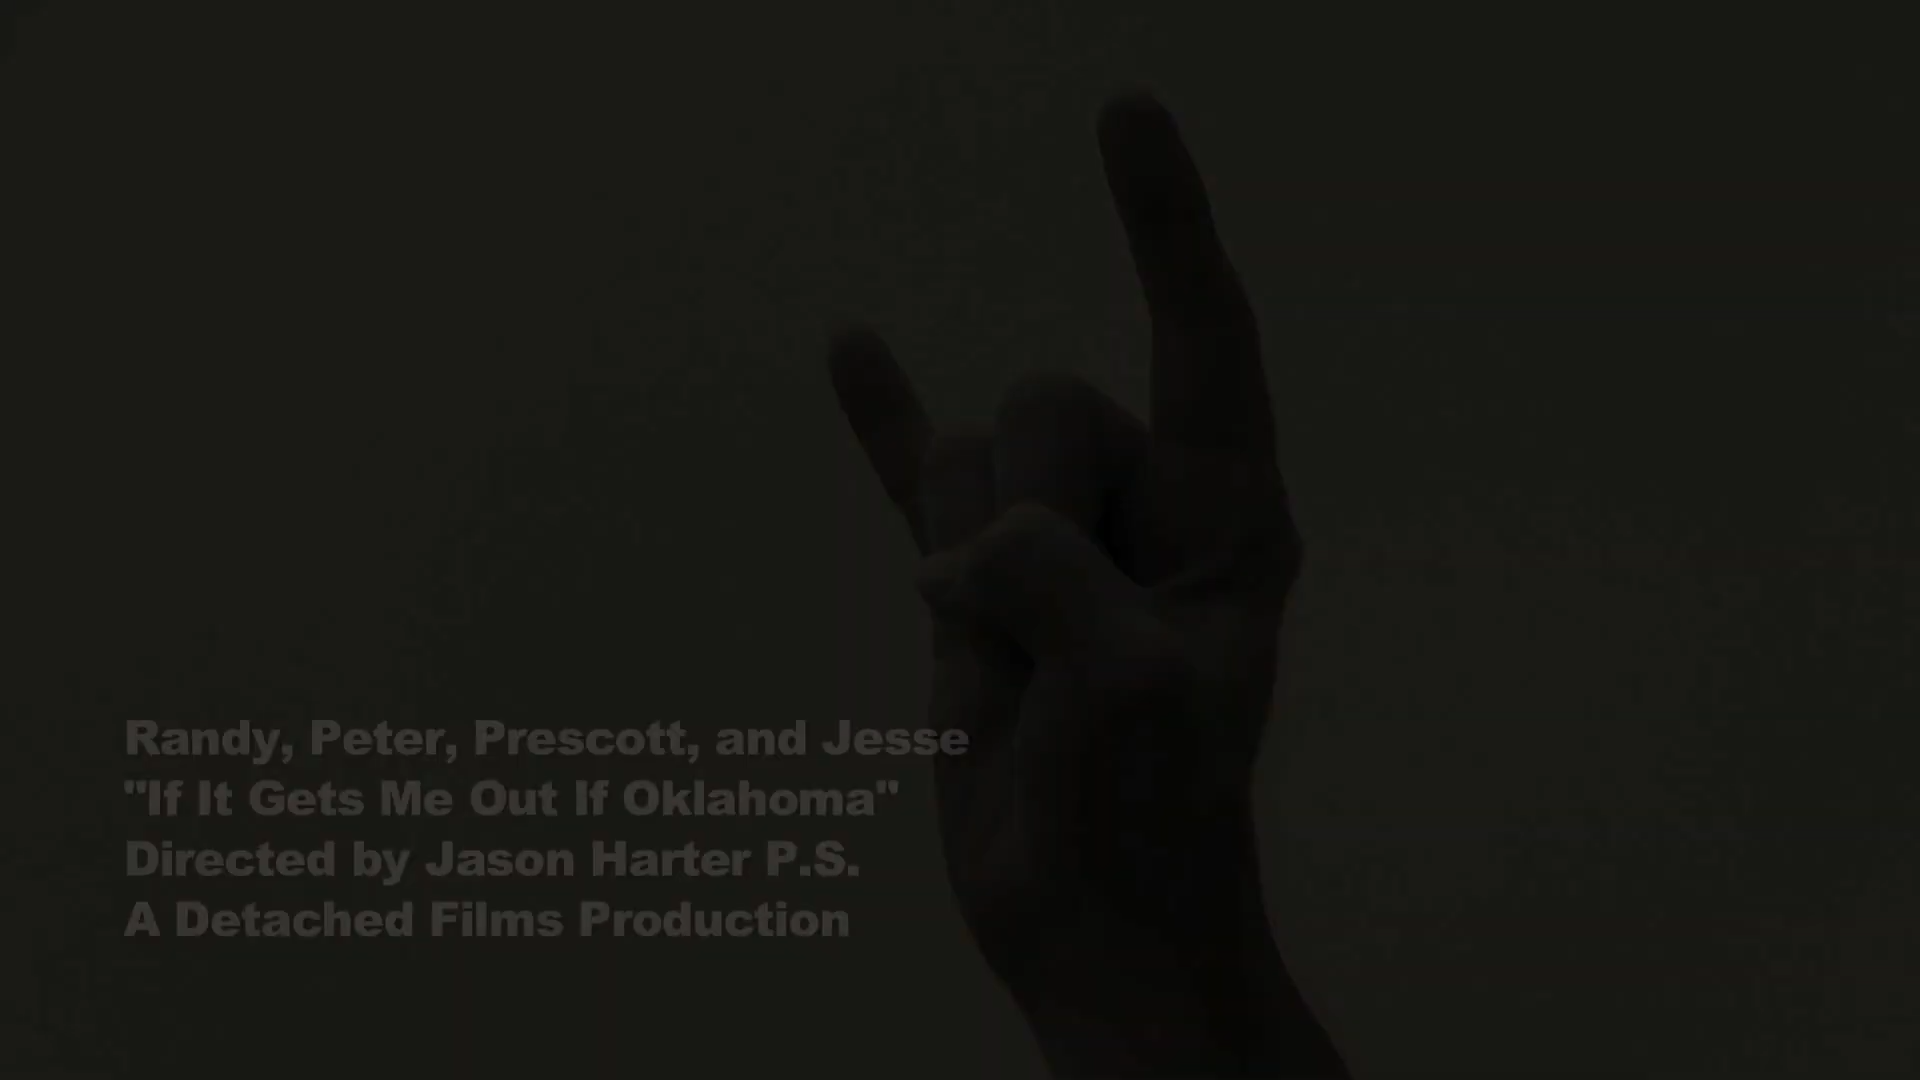 Randy, Peter, Prescott, and Jesse
"If It Gets Me Out If Oklahoma"
Directed by Jason Harter P.S.
A Detached Films Production